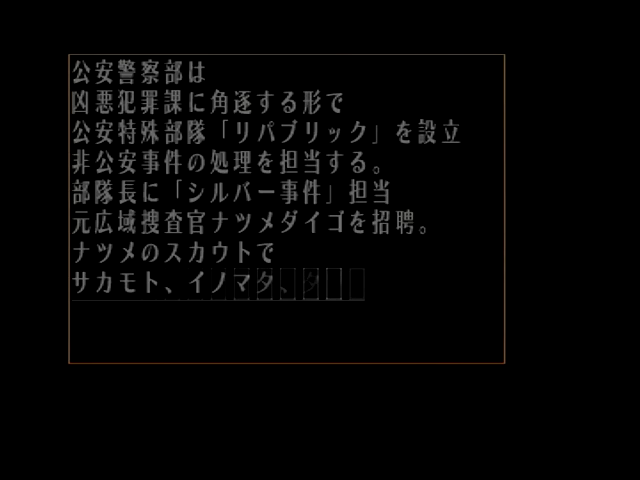 公安警察部は
凶悪犯罪課に角逐する形で
公安特殊部隊「リパブリック」を設立
非公安事件の処理を担当する。
部隊長に「シルバー事件」担当
元広域捜査官ナツメダイゴを招聘。
ナツメのスカウトで
サカモト、イノマタ、